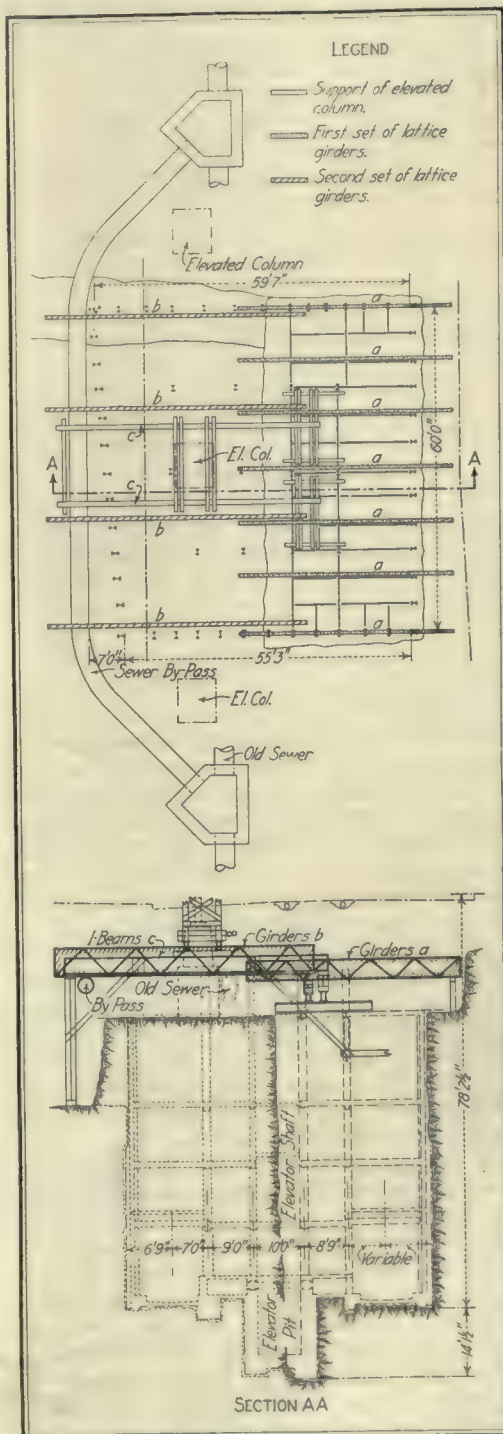 LEGEND
Support of elevated
column.
First set of lattice
girders.
Second set of lattice
girders.
Elevated Column
59'7"
b
a
a
b
a
c
El. Col.
60'0"
A
A
a
c
b
a
a
b
a
7'0"
55'3"
Sewer By-Pass
El. Col.
Old Sewer
I-Beams c
Girders b
Girders a
Old Sewer
By Pass
Elevator Shaft
6'9"
7'0"
9'0"
10'0"
8'9"
Variable
Elevator
Pit
14'1½"
SECTION AA